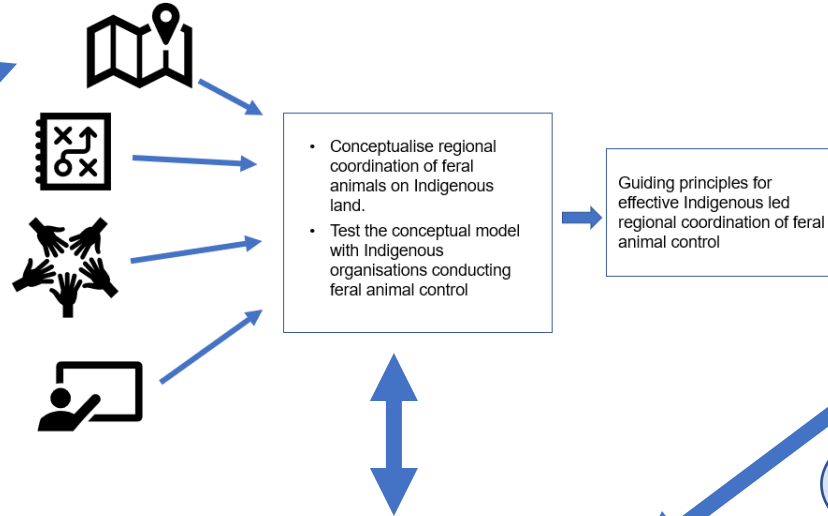 • Conceptualise regional
coordination of feral
animals on Indigenous
land.
• Test the conceptual model
with Indigenous
organisations conducting
feral animal control
Guiding principles for
effective Indigenous led
regional coordination of feral
animal control